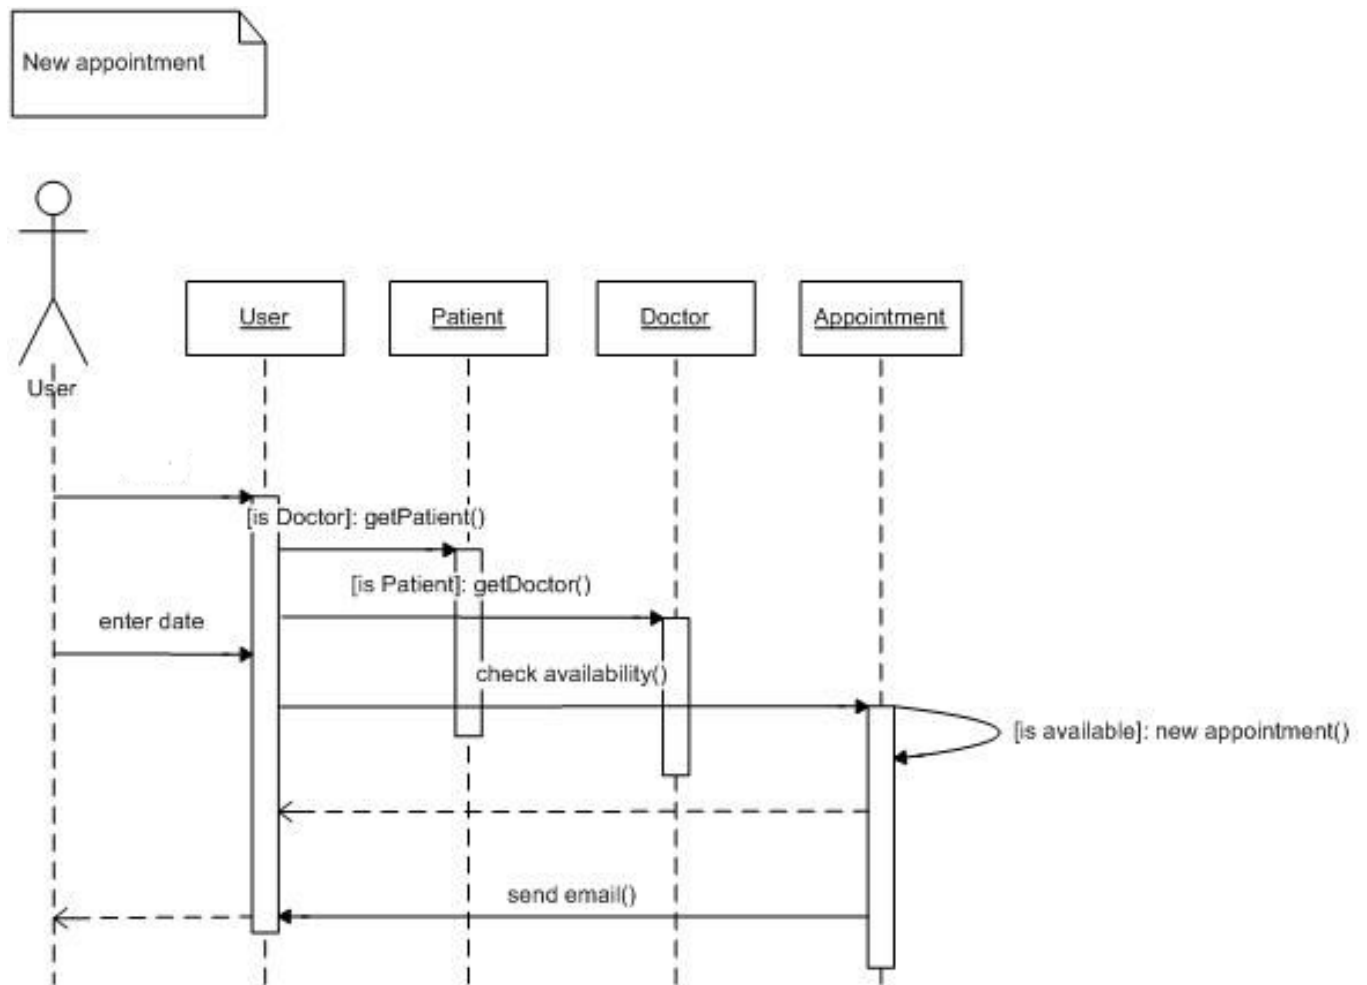 New appointment
User
User
Patient
Doctor
Appointment
[is Doctor]: getPatient()
[is Patient]: getDoctor()
enter date
check availability()
[is available]: new appointment()
send email()